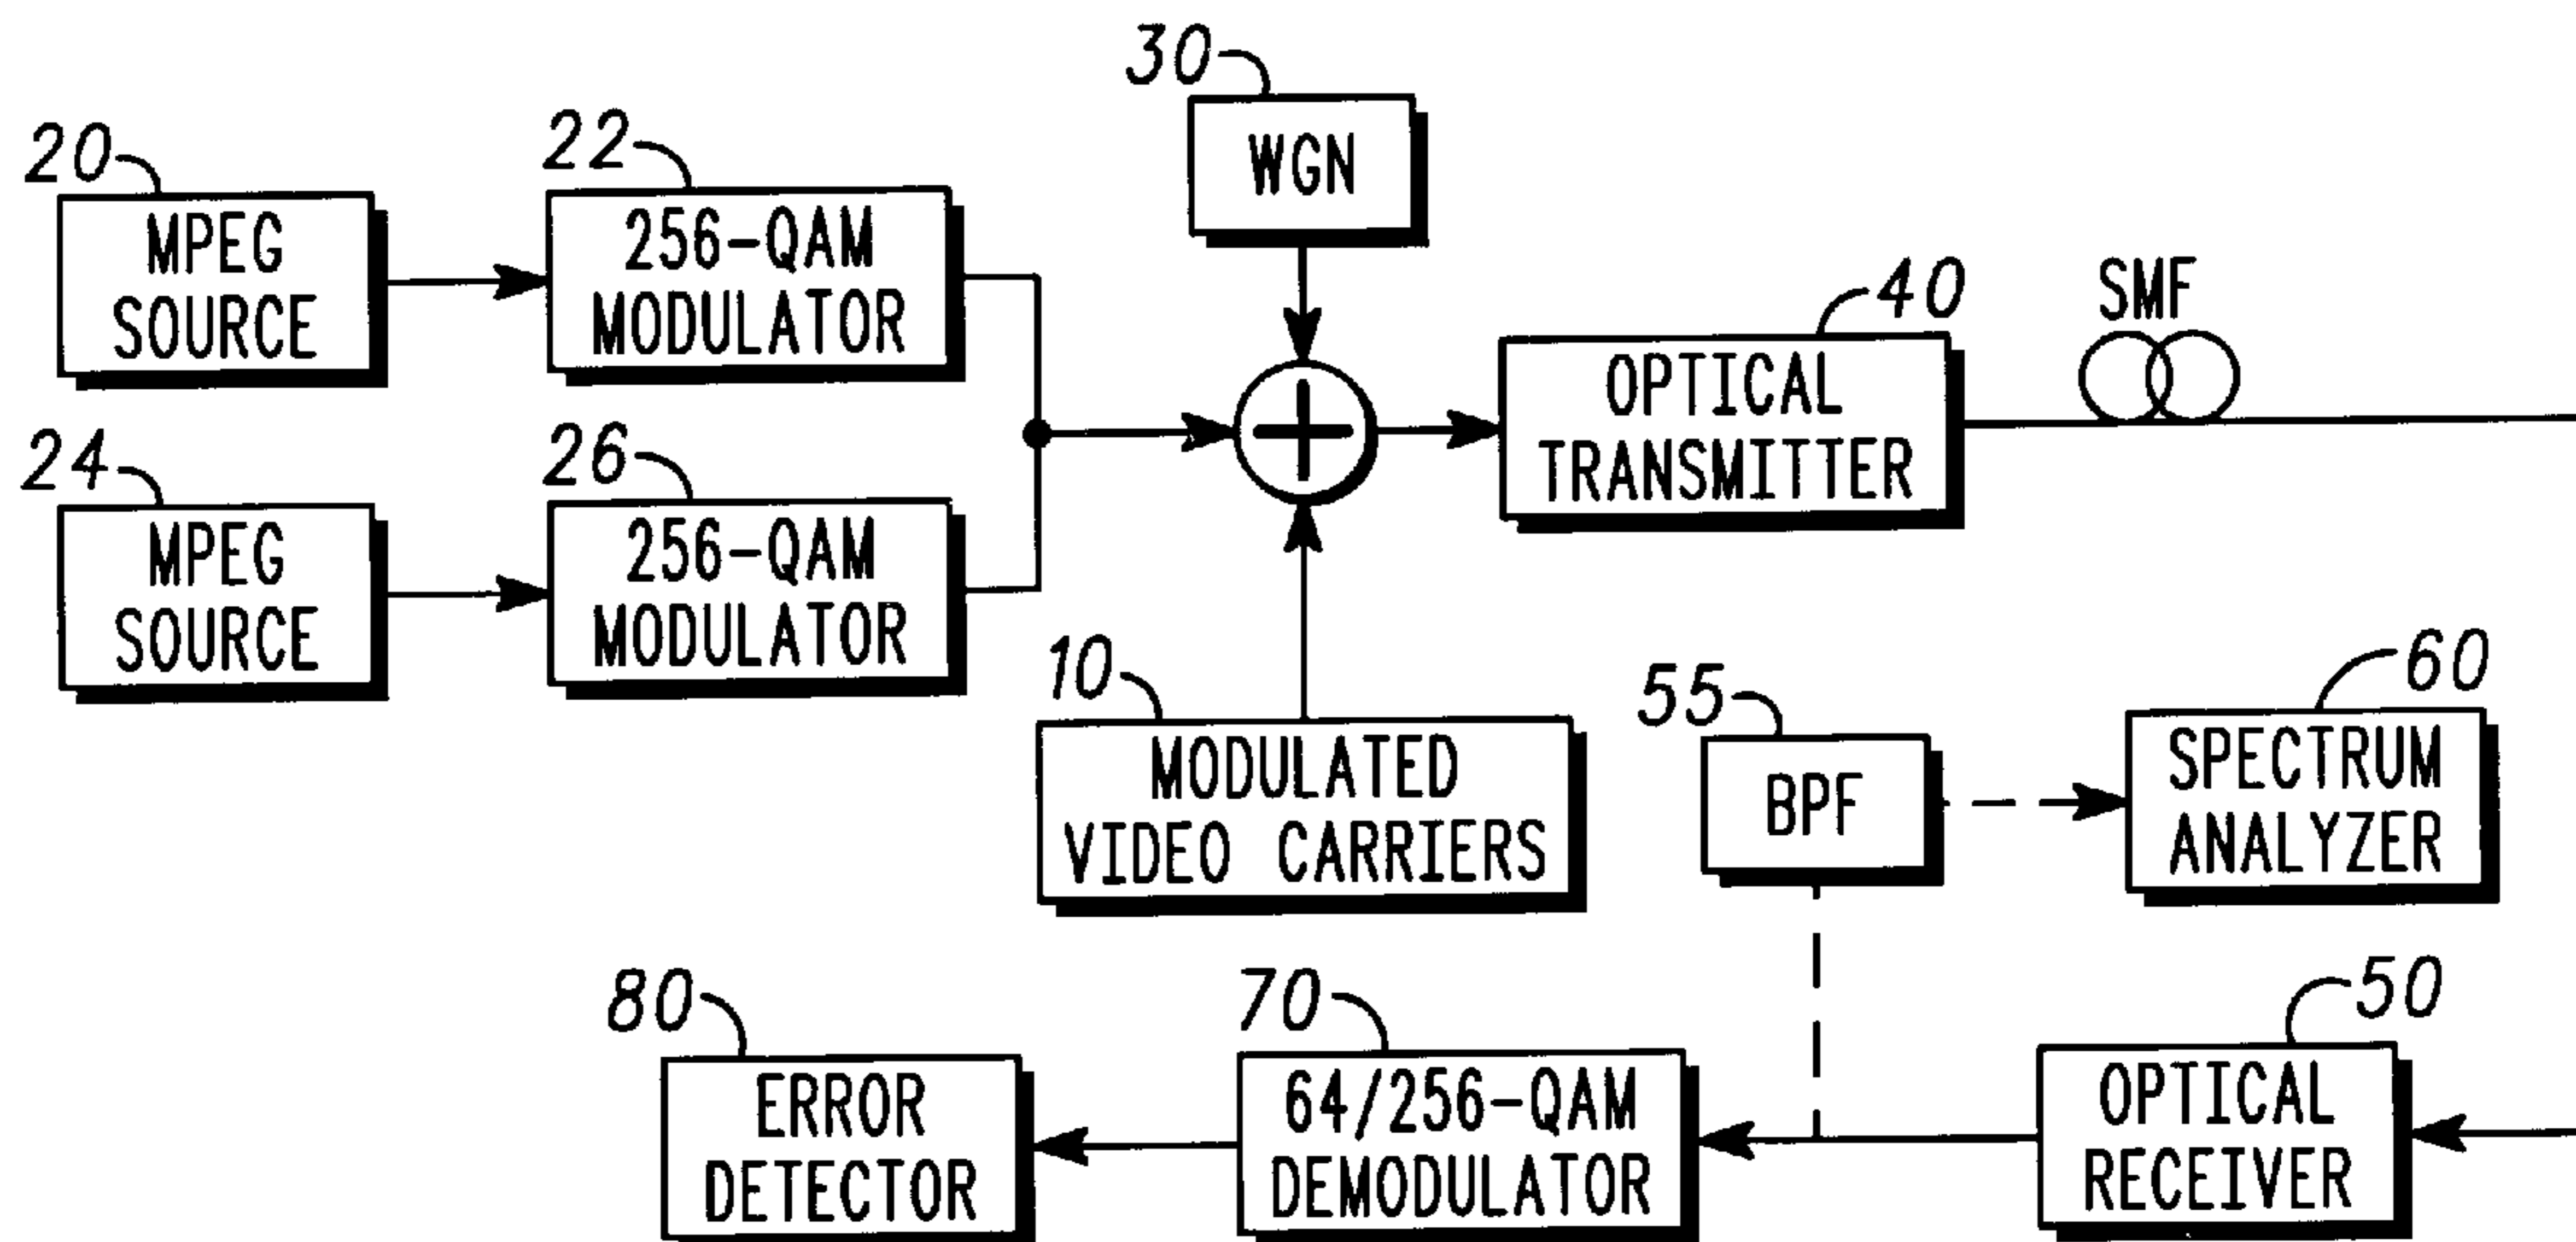 30
WGN
20
MPEG
SOURCE
22
256-QAM
MODULATOR
40
OPTICAL
TRANSMITTER
SMF
24
MPEG
SOURCE
26
256-QAM
MODULATOR
10
MODULATED
VIDEO CARRIERS
55
BPF
60
SPECTRUM
ANALYZER
80
ERROR
DETECTOR
70
64/256-QAM
DEMODULATOR
50
OPTICAL
RECEIVER